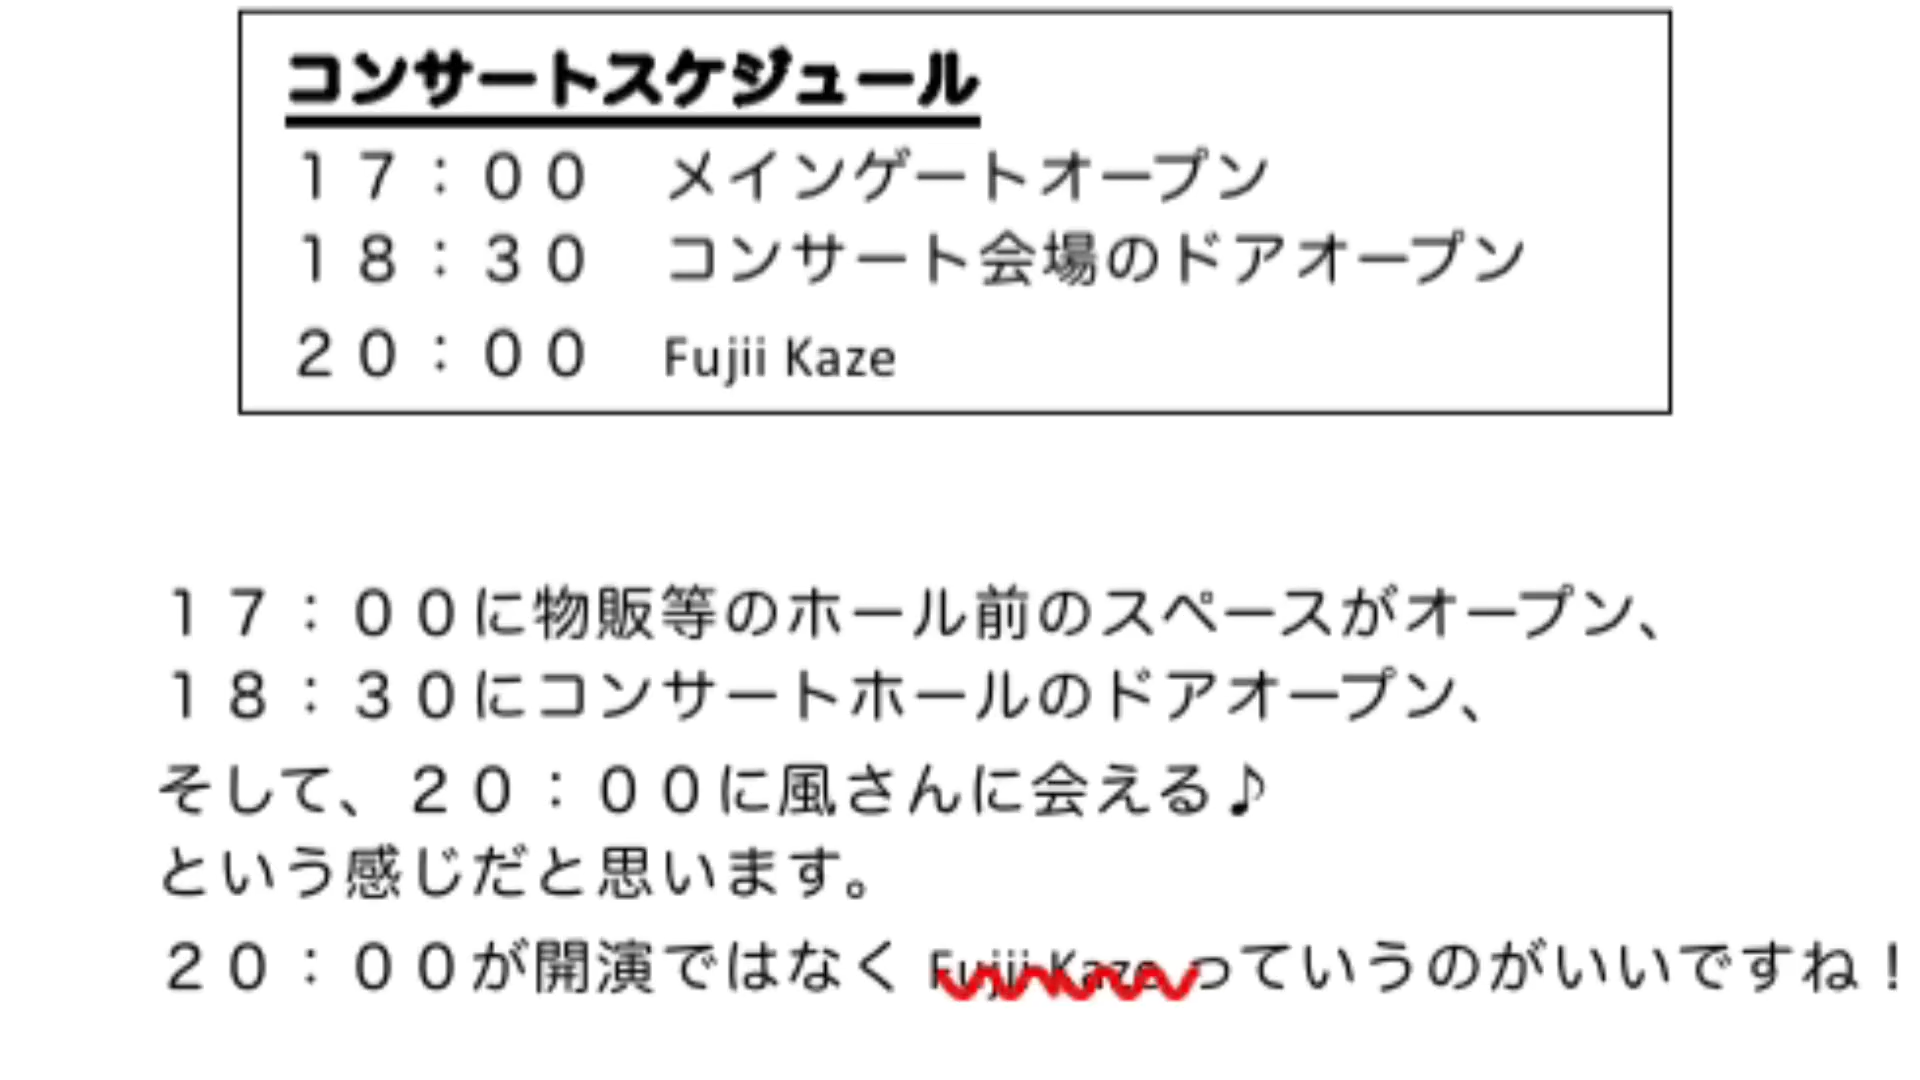 コンサートスケジュール
１７：００　メインゲートオープン
１８：３０　コンサート会場のドアオープン
２０：００　Fujii Kaze
１７：００に物販等のホール前のスペースがオープン、
１８：３０にコンサートホールのドアオープン、
そして、２０：００に風さんに会える♪
という感じだと思います。
２０：００が開演ではなく Fujii Kaze っていうのがいいですね！